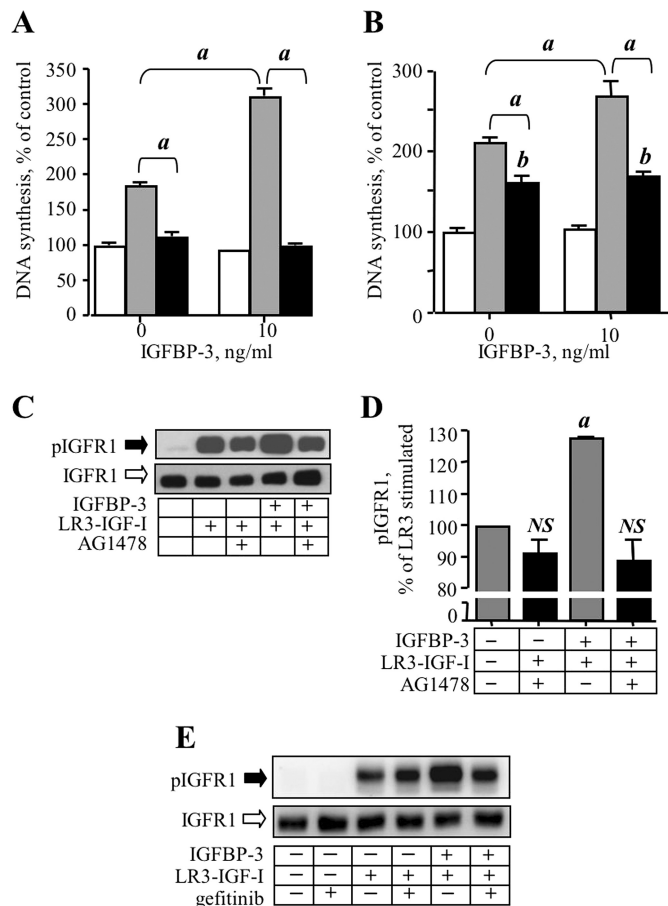 A
DNA synthesis, % of control
350
300
250
200
150
100
50
0
a
a
a
0
10
IGFBP-3, ng/ml
B
DNA synthesis, % of control
300
200
100
0
a
a
a
b
b
0
10
IGFBP-3, ng/ml
C
pIGFR1
IGFR1
IGFBP-3 + +
LR3-IGF-I + + + +
AG1478 + +
D
pIGFR1,
% of LR3 stimulated
130
120
110
100
90
80
0
NS
a
NS
IGFBP-3 – – + +
LR3-IGF-I – + + +
AG1478 – + – +
E
pIGFR1
IGFR1
IGFBP-3 – – – – + +
LR3-IGF-I – – + + + +
gefitinib – + – + – +